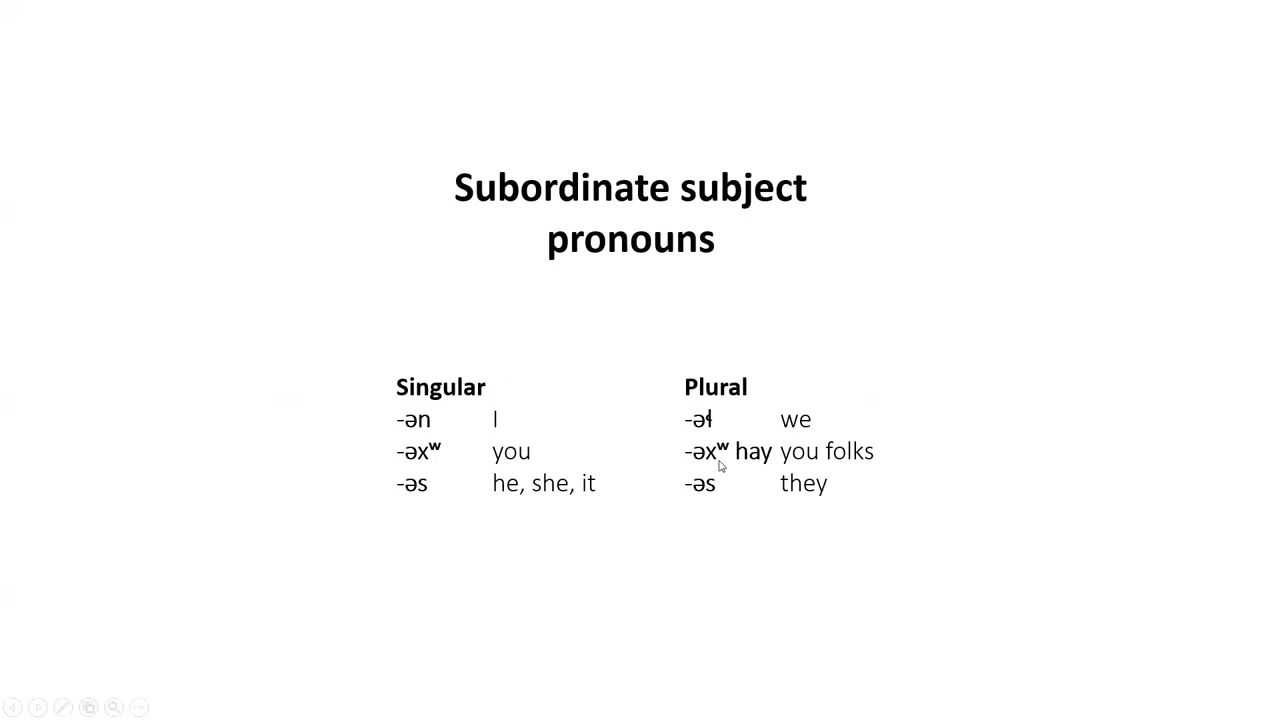 Subordinate subject
pronouns
Singular Plural
-ən I -əɬ we
-əxʷ you -əxʷ hay you folks
-əs he, she, it -əs they